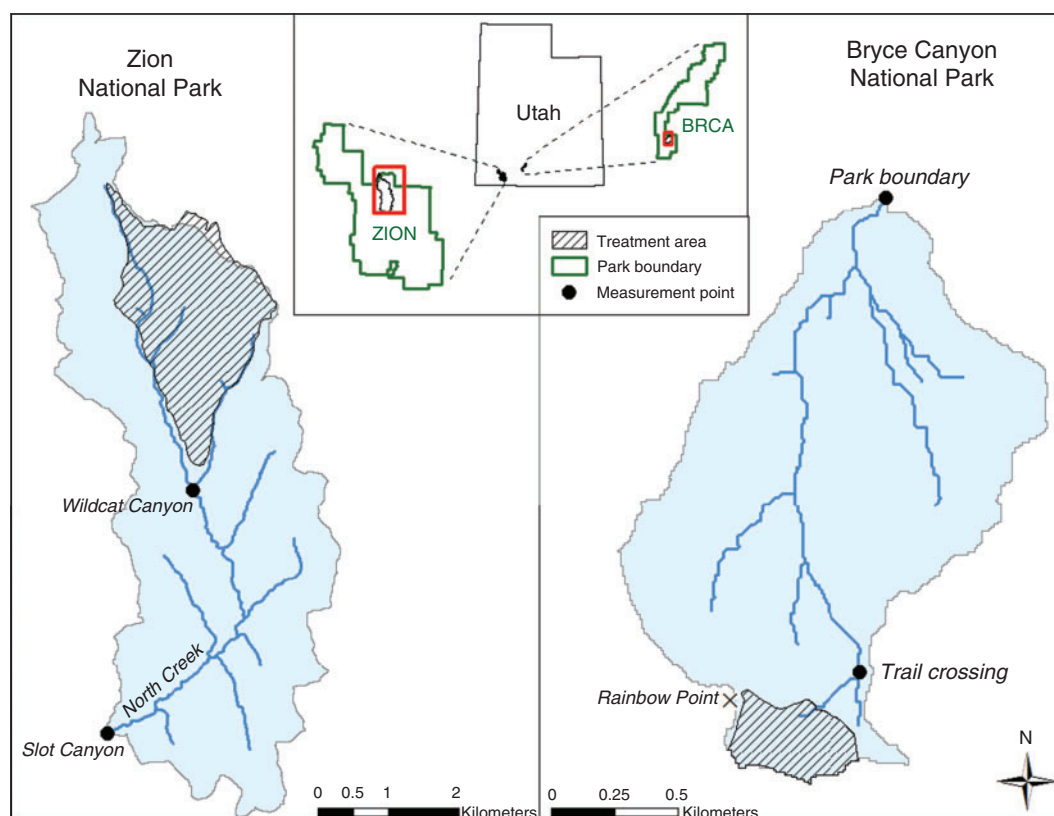 Zion
National Park
Utah
BRCA
ZION
Bryce Canyon
National Park
Treatment area
Park boundary
Measurement point
Park boundary
Wildcat Canyon
North Creek
Slot Canyon
Rainbow Point
Trail crossing
N
0 0.5 1 2
Kilometers
0 0.25 0.5
Kilometers